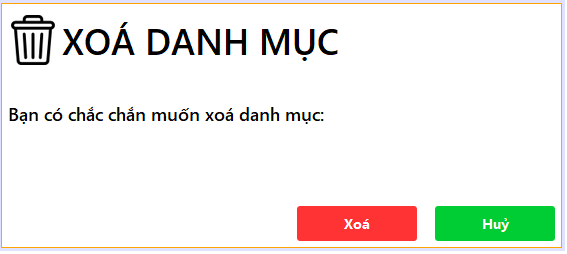 XOÁ DANH MỤC
Bạn có chắc chắn muốn xoá danh mục:
Xoá
Huỷ